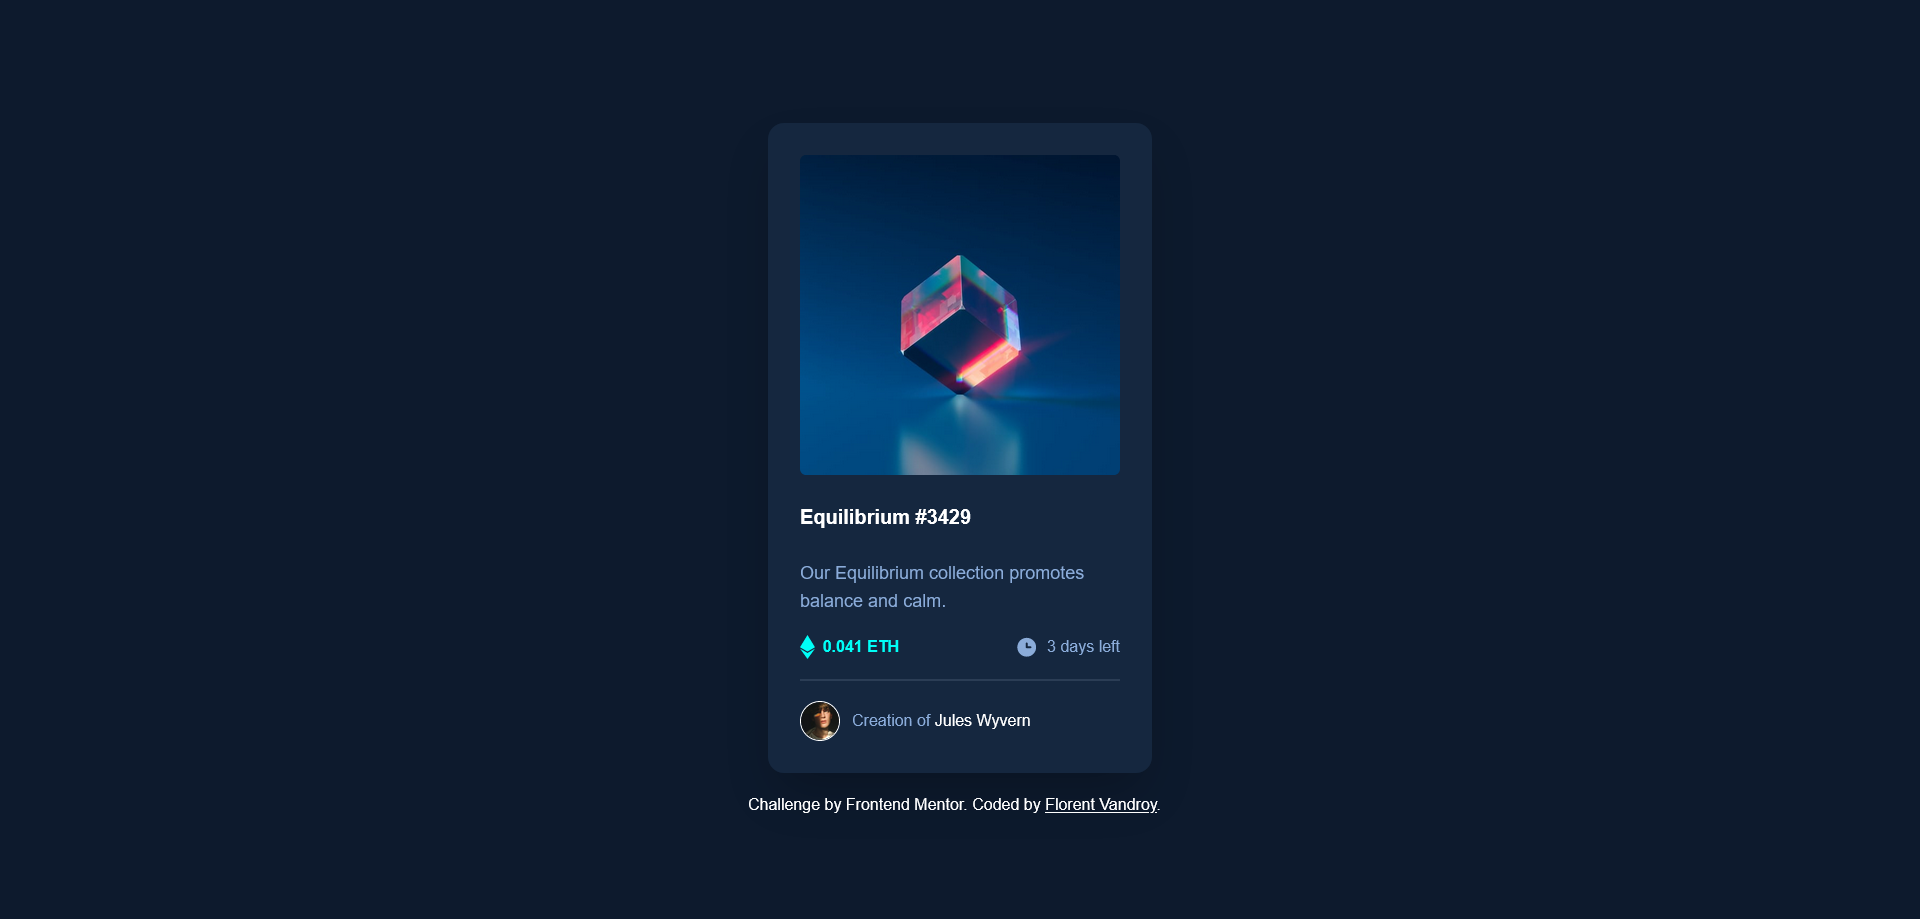 Equilibrium #3429
Our Equilibrium collection promotes
balance and calm.
0.041 ETH
3 days left
Creation of Jules Wyvern
Challenge by Frontend Mentor. Coded by Florent Vandroy.